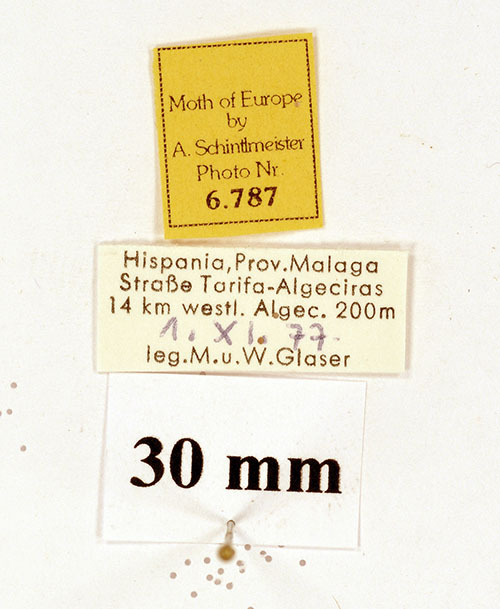 Moth of Europe
by
A. Schintlmeister
Photo Nr.
6.787
Hispania, Prov. Malaga
Straße Tarifa-Algeciras
14 km westl. Algec. 200m
1. XI. 77.
leg. M. u. W. Glaser
30 mm